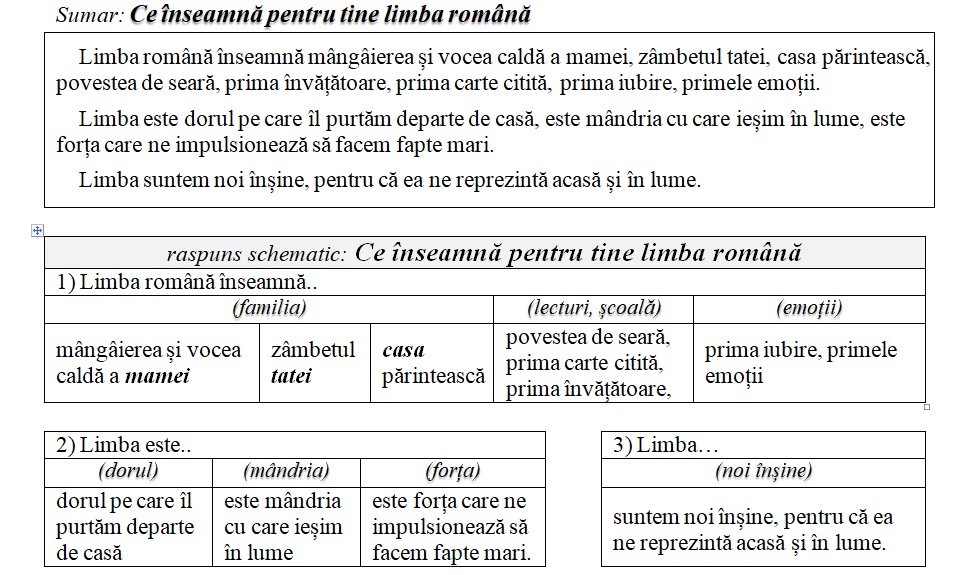 Sumar: Ce înseamnă pentru tine limba română
Limba română înseamnă mângâierea și vocea caldă a mamei, zâmbetul tatei, casa părintească,
povestea de seară, prima învățătoare, prima carte citită, prima iubire, primele emoții.
Limba este dorul pe care îl purtăm departe de casă, este mândria cu care ieșim în lume, este
forța care ne impulsionează să facem fapte mari.
Limba suntem noi înșine, pentru că ea ne reprezintă acasă și în lume.
raspuns schematic: Ce înseamnă pentru tine limba română
1) Limba română înseamnă..
(familia)
(lecturi, școală)
(emoții)
mângâierea și vocea
caldă a mamei
zâmbetul
tatei
casa
părintească
povestea de seară,
prima carte citită,
prima învățătoare,
prima iubire, primele
emoții
2) Limba este..
(dorul)
(mândria)
(forța)
dorul pe care îl
purtăm departe
de casă
este mândria
cu care ieșim
în lume
este forța care ne
impulsionează să
facem fapte mari.
3) Limba…
(noi înșine)
suntem noi înșine, pentru că ea
ne reprezintă acasă și în lume.